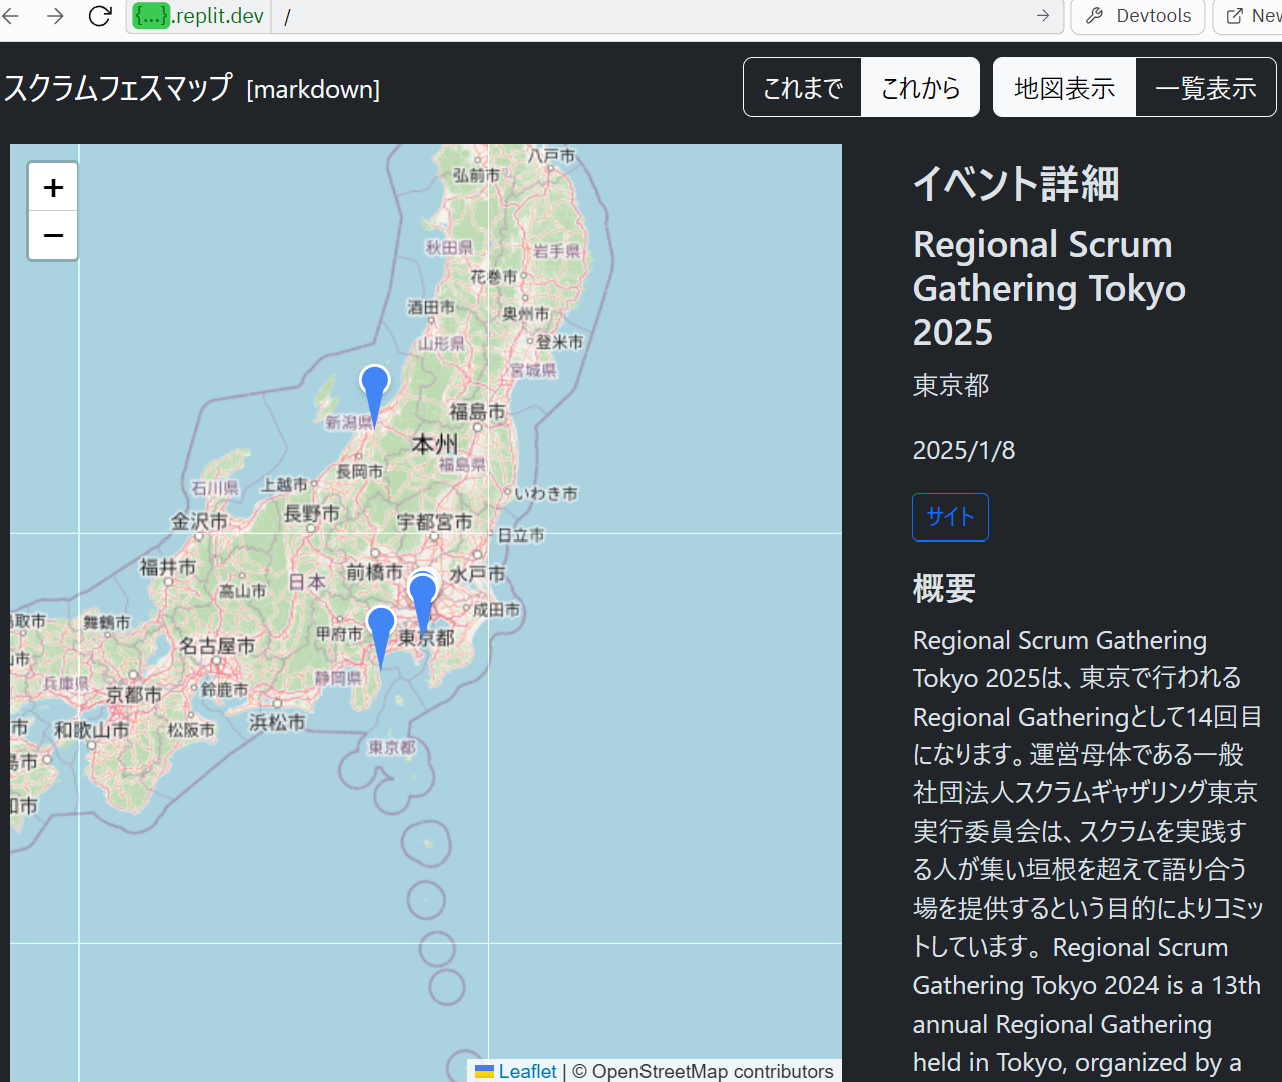 {...}.replit.dev /
Devtools
スクラムフェスマップ [markdown]
これまで
これから
地図表示
一覧表示
+
−
八戸市
弘前市
秋田県
岩手県
花巻市
酒田市
奥州市
山形県
登米市
宮城県
新潟県
福島市
本州
長岡市
福島県
石川県
上越市
いわき市
金沢市
長野市
宇都宮市
日立市
福井市
高山市
日本
前橋市
水戸市
成田市
取市
舞鶴市
名古屋市
甲府市
東京都
市
兵庫県
京都市
鈴鹿市
静岡県
浜松市
市
和歌山市
松阪市
東京都
島市
和市
Leaflet | © OpenStreetMap contributors
イベント詳細
Regional Scrum
Gathering Tokyo
2025
東京都
2025/1/8
サイト
概要
Regional Scrum Gathering
Tokyo 2025は、東京で行われる
Regional Gatheringとして14回目
になります。運営母体である一般
社団法人スクラムギャザリング東京
実行委員会は、スクラムを実践す
る人が集い垣根を超えて語り合う
場を提供するという目的によりコミッ
トしています。 Regional Scrum
Gathering Tokyo 2024 is a 13th
annual Regional Gathering
held in Tokyo, organized by a